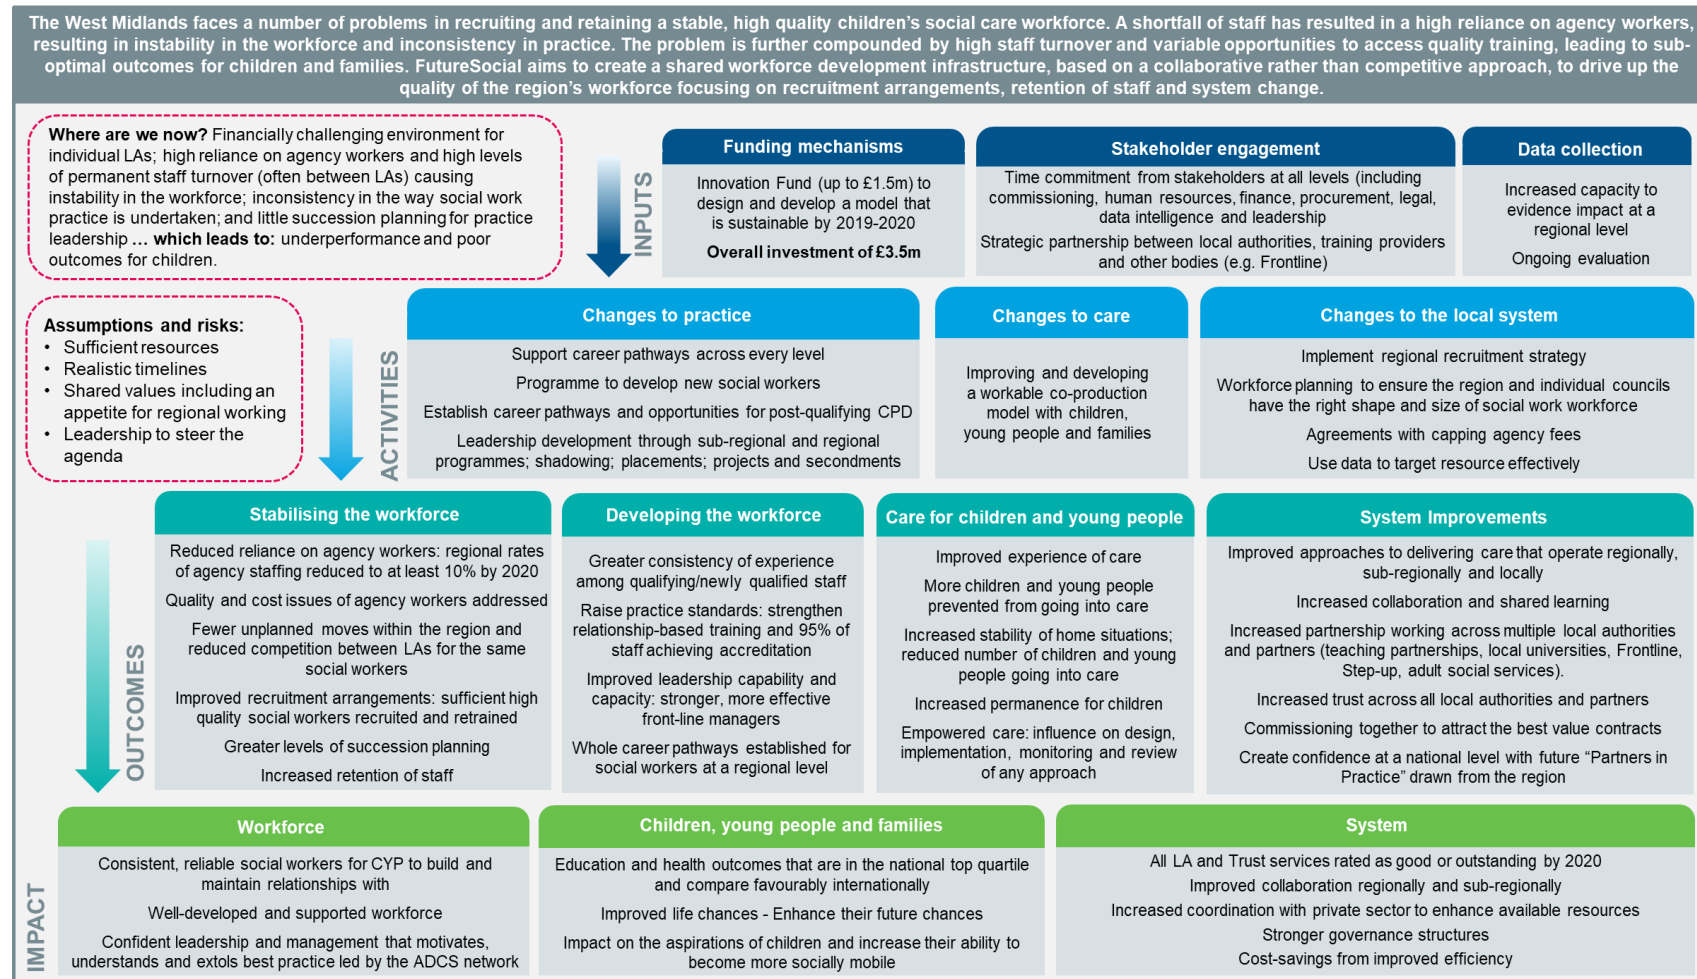 The West Midlands faces a number of problems in recruiting and retaining a stable, high quality children's social care workforce. A shortfall of staff has resulted in a high reliance on agency workers,
resulting in instability in the workforce and inconsistency in practice. The problem is further compounded by high staff turnover and variable opportunities to access quality training, leading to sub-
optimal outcomes for children and families. FutureSocial aims to create a shared workforce development infrastructure, based on a collaborative rather than competitive approach, to drive up the
quality of the region's workforce focusing on recruitment arrangements, retention of staff and system change.
Where are we now? Financially challenging environment for
individual LAs; high reliance on agency workers and high levels
of permanent staff turnover (often between LAs) causing
instability in the workforce; inconsistency in the way social work
practice is undertaken; and little succession planning for practice
leadership ... which leads to: underperformance and poor
outcomes for children.
INPUTS
Funding mechanisms
Innovation Fund (up to £1.5m) to
design and develop a model that
is sustainable by 2019-2020
Overall investment of £3.5m
Stakeholder engagement
Time commitment from stakeholders at all levels (including
commissioning, human resources, finance, procurement, legal,
data intelligence and leadership
Strategic partnership between local authorities, training providers
and other bodies (e.g. Frontline)
Data collection
Increased capacity to
evidence impact at a
regional level
Ongoing evaluation
Assumptions and risks:
• Sufficient resources
• Realistic timelines
• Shared values including an
appetite for regional working
• Leadership to steer the
agenda
ACTIVITIES
Changes to practice
Support career pathways across every level
Programme to develop new social workers
Establish career pathways and opportunities for post-qualifying CPD
Leadership development through sub-regional and regional
programmes; shadowing; placements; projects and secondments
Changes to care
Improving and developing
a workable co-production
model with children,
young people and families
Changes to the local system
Implement regional recruitment strategy
Workforce planning to ensure the region and individual councils
have the right shape and size of social work workforce
Agreements with capping agency fees
Use data to target resource effectively
OUTCOMES
Stabilising the workforce
Reduced reliance on agency workers: regional rates
of agency staffing reduced to at least 10% by 2020
Quality and cost issues of agency workers addressed
Fewer unplanned moves within the region and
reduced competition between LAs for the same
social workers
Improved recruitment arrangements: sufficient high
quality social workers recruited and retrained
Greater levels of succession planning
Increased retention of staff
Developing the workforce
Greater consistency of experience
among qualifying/newly qualified staff
Raise practice standards: strengthen
relationship-based training and 95% of
staff achieving accreditation
Improved leadership capability and
capacity: stronger, more effective
front-line managers
Whole career pathways established for
social workers at a regional level
Care for children and young people
Improved experience of care
More children and young people
prevented from going into care
Increased stability of home situations;
reduced number of children and young
people going into care
Increased permanence for children
Empowered care: influence on design,
implementation, monitoring and review
of any approach
System Improvements
Improved approaches to delivering care that operate regionally,
sub-regionally and locally
Increased collaboration and shared learning
Increased partnership working across multiple local authorities
and partners (teaching partnerships, local universities, Frontline,
Step-up, adult social services).
Increased trust across all local authorities and partners
Commissioning together to attract the best value contracts
Create confidence at a national level with future “Partners in
Practice” drawn from the region
IMPACT
Workforce
Consistent, reliable social workers for CYP to build and
maintain relationships with
Well-developed and supported workforce
Confident leadership and management that motivates,
understands and extols best practice led by the ADCS network
Children, young people and families
Education and health outcomes that are in the national top quartile
and compare favourably internationally
Improved life chances - Enhance their future chances
Impact on the aspirations of children and increase their ability to
become more socially mobile
System
All LA and Trust services rated as good or outstanding by 2020
Improved collaboration regionally and sub-regionally
Increased coordination with private sector to enhance available resources
Stronger governance structures
Cost-savings from improved efficiency